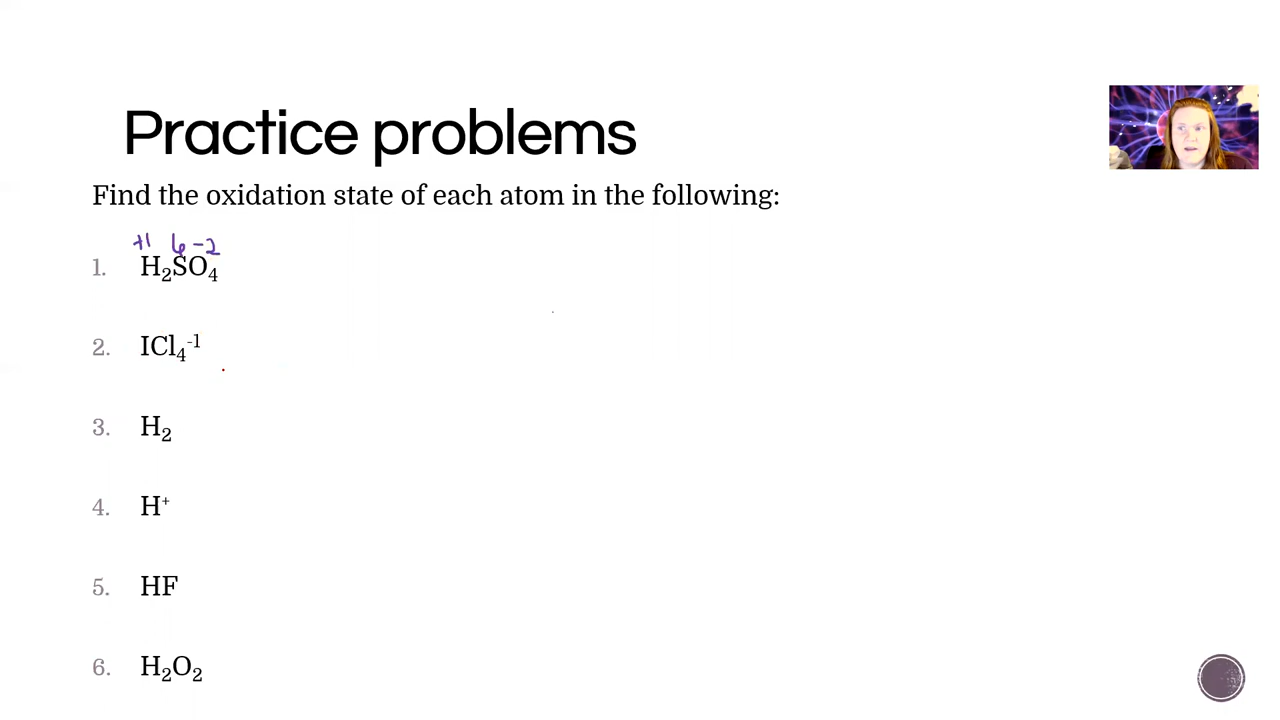 Practice problems
Find the oxidation state of each atom in the following:
+1 6 -2
1. H₂SO₄
2. ICl₄⁻¹
3. H₂
4. H⁺
5. HF
6. H₂O₂